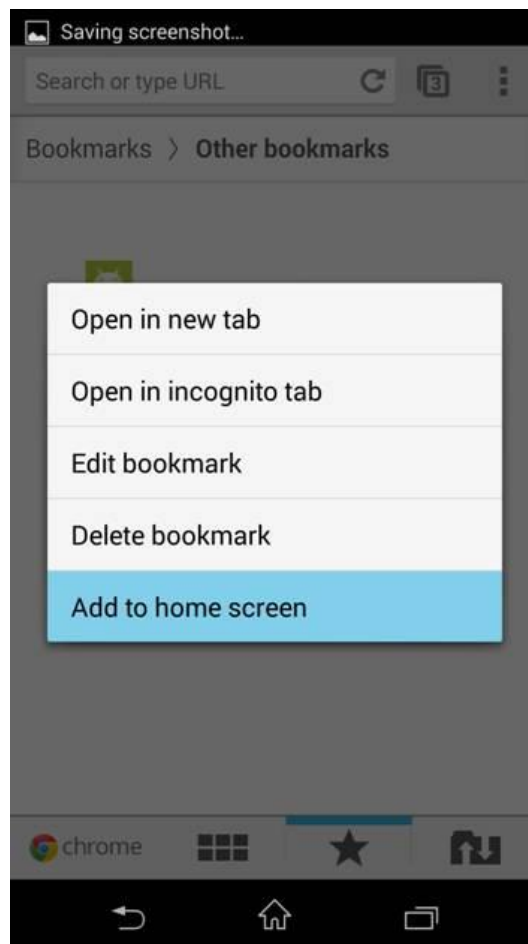 Saving screenshot...
Search or type URL
3
Bookmarks > Other bookmarks
Open in new tab
Open in incognito tab
Edit bookmark
Delete bookmark
Add to home screen
chrome